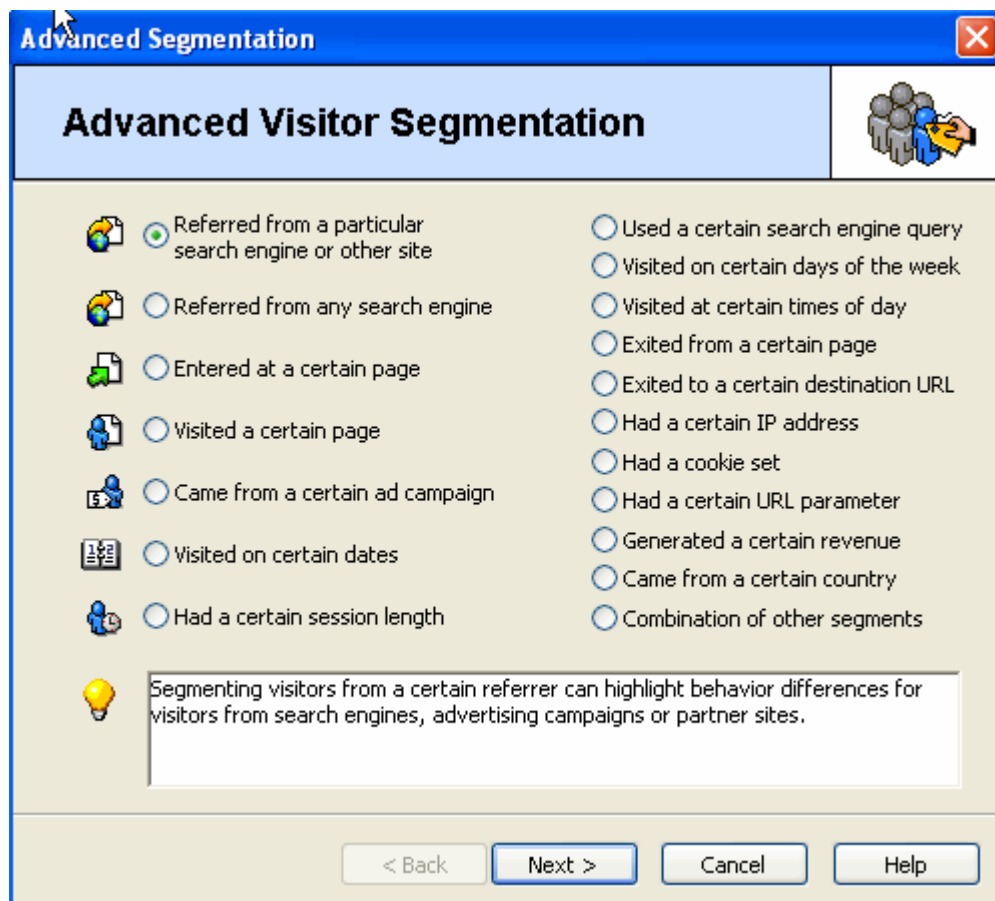 Advanced Segmentation
Advanced Visitor Segmentation
Referred from a particular
search engine or other site
Referred from any search engine
Entered at a certain page
Visited a certain page
Came from a certain ad campaign
Visited on certain dates
Had a certain session length
Used a certain search engine query
Visited on certain days of the week
Visited at certain times of day
Exited from a certain page
Exited to a certain destination URL
Had a certain IP address
Had a cookie set
Had a certain URL parameter
Generated a certain revenue
Came from a certain country
Combination of other segments
Segmenting visitors from a certain referrer can highlight behavior differences for
visitors from search engines, advertising campaigns or partner sites.
< Back Next > Cancel Help